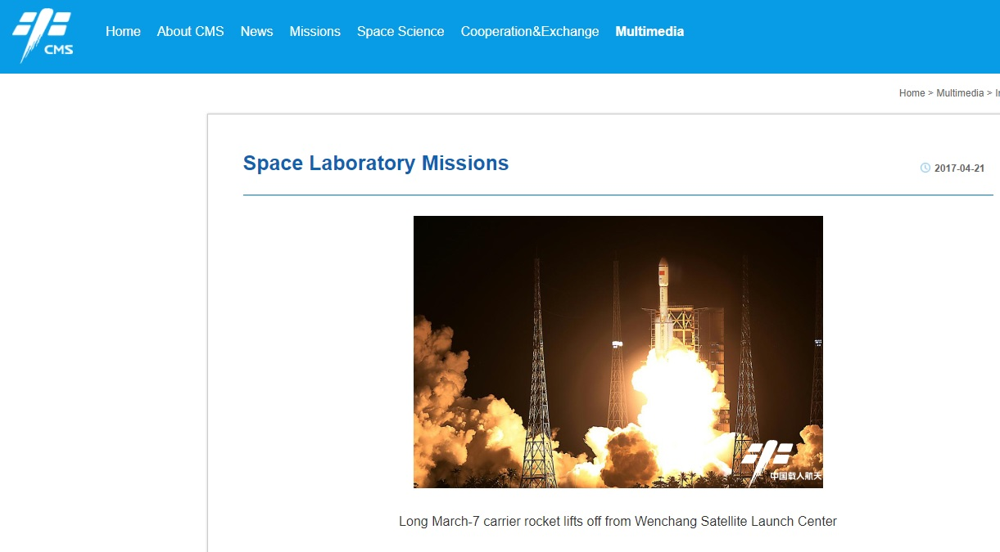 CMS
Home About CMS News Missions Space Science Cooperation&Exchange Multimedia
Home > Multimedia >
Space Laboratory Missions
2017-04-21
中国载人航天
Long March-7 carrier rocket lifts off from Wenchang Satellite Launch Center